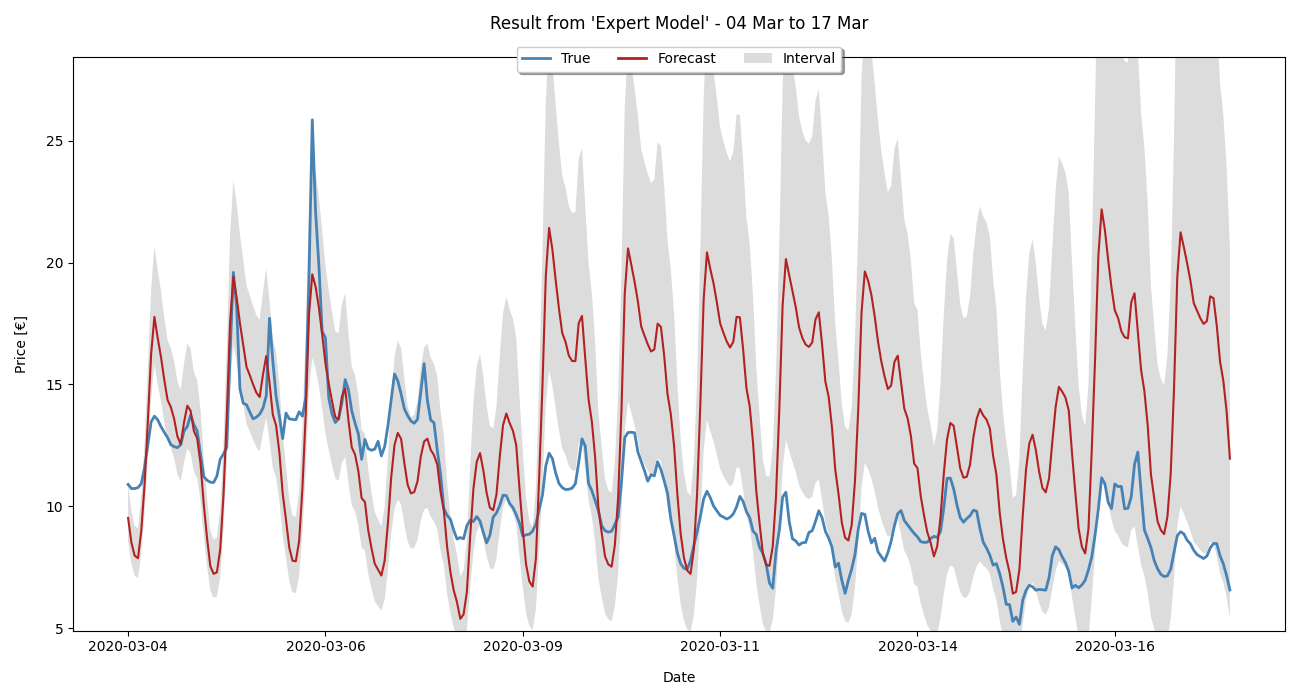 Result from 'Expert Model' - 04 Mar to 17 Mar
True Forecast Interval
Price [€]
25
20
15
10
5
2020-03-04 2020-03-06 2020-03-09 2020-03-11 2020-03-14 2020-03-16
Date